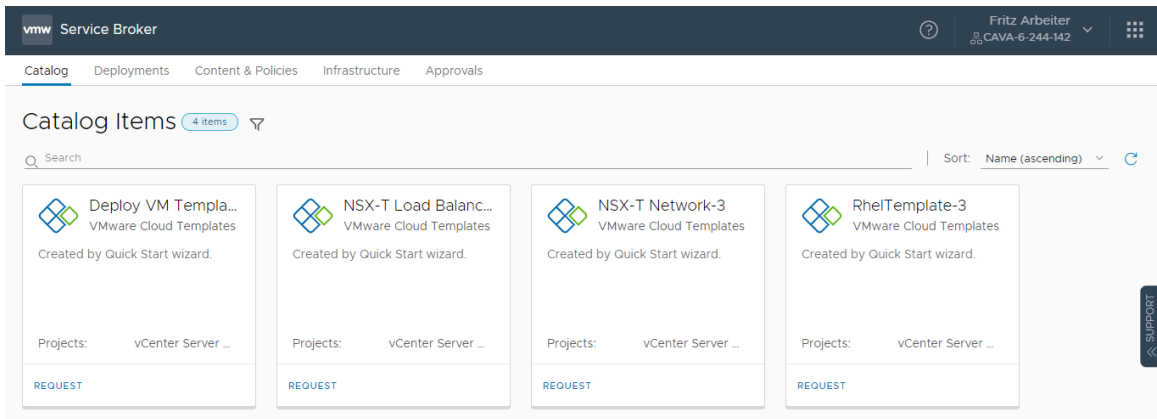 vmw Service Broker
Fritz Arbeiter
CAVA-6-244-142
Catalog Deployments Content & Policies Infrastructure Approvals
Catalog Items 4 items
Search
Sort: Name (ascending)
Deploy VM Templa...
VMware Cloud Templates
Created by Quick Start wizard.
Projects: vCenter Server ...
REQUEST
NSX-T Load Balanc...
VMware Cloud Templates
Created by Quick Start wizard.
Projects: vCenter Server ...
REQUEST
NSX-T Network-3
VMware Cloud Templates
Created by Quick Start wizard.
Projects: vCenter Server ...
REQUEST
RhelTemplate-3
VMware Cloud Templates
Created by Quick Start wizard.
Projects: vCenter Server ...
REQUEST
SUPPORT